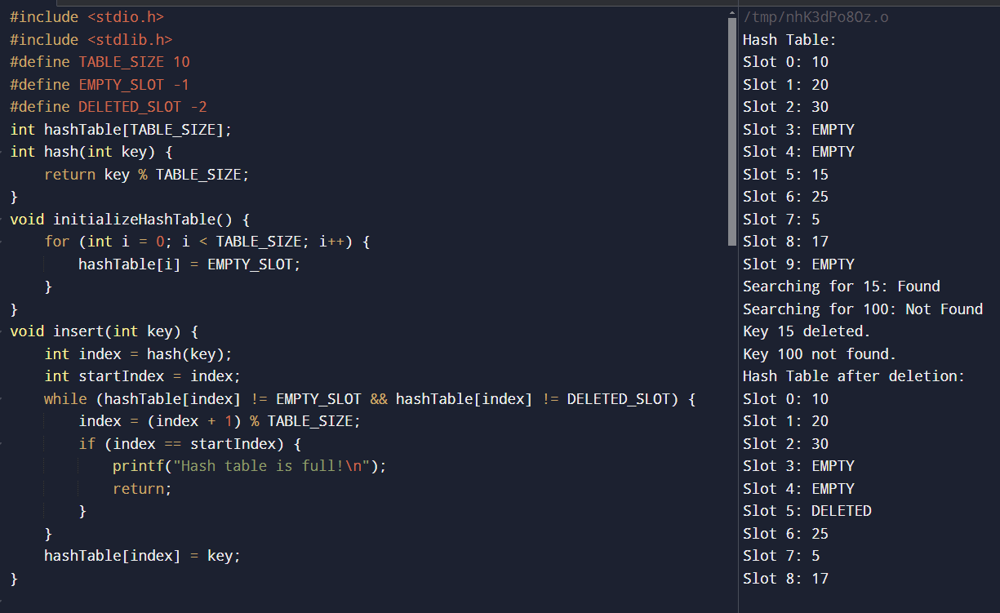 #include <stdio.h>
#include <stdlib.h>
#define TABLE_SIZE 10
#define EMPTY_SLOT -1
#define DELETED_SLOT -2
int hashTable[TABLE_SIZE];
int hash(int key) {
    return key % TABLE_SIZE;
}
void initializeHashTable() {
    for (int i = 0; i < TABLE_SIZE; i++) {
        hashTable[i] = EMPTY_SLOT;
    }
}
void insert(int key) {
    int index = hash(key);
    int startIndex = index;
    while (hashTable[index] != EMPTY_SLOT && hashTable[index] != DELETED_SLOT) {
        index = (index + 1) % TABLE_SIZE;
        if (index == startIndex) {
            printf("Hash table is full!\n");
            return;
        }
    }
    hashTable[index] = key;
}
/tmp/nhK3dPo8Oz.o
Hash Table:
Slot 0: 10
Slot 1: 20
Slot 2: 30
Slot 3: EMPTY
Slot 4: EMPTY
Slot 5: 15
Slot 6: 25
Slot 7: 5
Slot 8: 17
Slot 9: EMPTY
Searching for 15: Found
Searching for 100: Not Found
Key 15 deleted.
Key 100 not found.
Hash Table after deletion:
Slot 0: 10
Slot 1: 20
Slot 2: 30
Slot 3: EMPTY
Slot 4: EMPTY
Slot 5: DELETED
Slot 6: 25
Slot 7: 5
Slot 8: 17